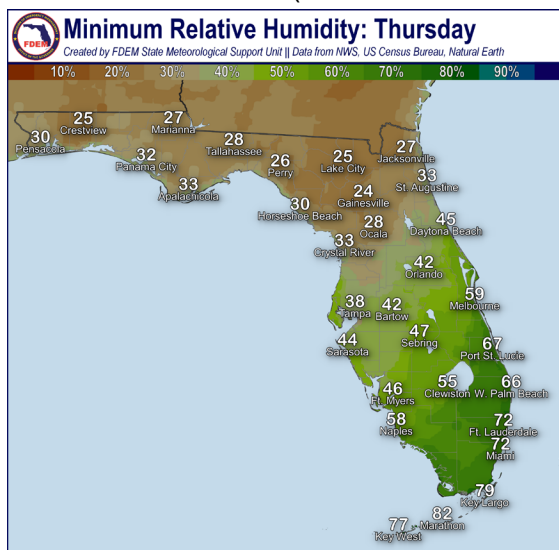 FDEM
Minimum Relative Humidity: Thursday
Created by FDEM State Meteorological Support Unit || Data from NWS, US Census Bureau, Natural Earth
10% 20% 30% 40% 50% 60% 70% 80% 90%
25
Crestview
27
Marianna
30
Pensacola
28
Tallahassee
27
Jacksonville
32
Panama City
26
Perry
25
Lake City
33
Apalachicola
33
St. Augustine
24
Gainesville
30
Horseshoe Beach
28
Ocala
45
Daytona Beach
33
Crystal River
42
Orlando
59
Melbourne
38
Tampa
42
Bartow
44
Sarasota
47
Sebring
67
Port St. Lucie
46
Ft. Myers
55
Clewiston
66
W. Palm Beach
58
Naples
72
Ft. Lauderdale
72
Miami
79
Key Largo
82
Marathon
77
Key West